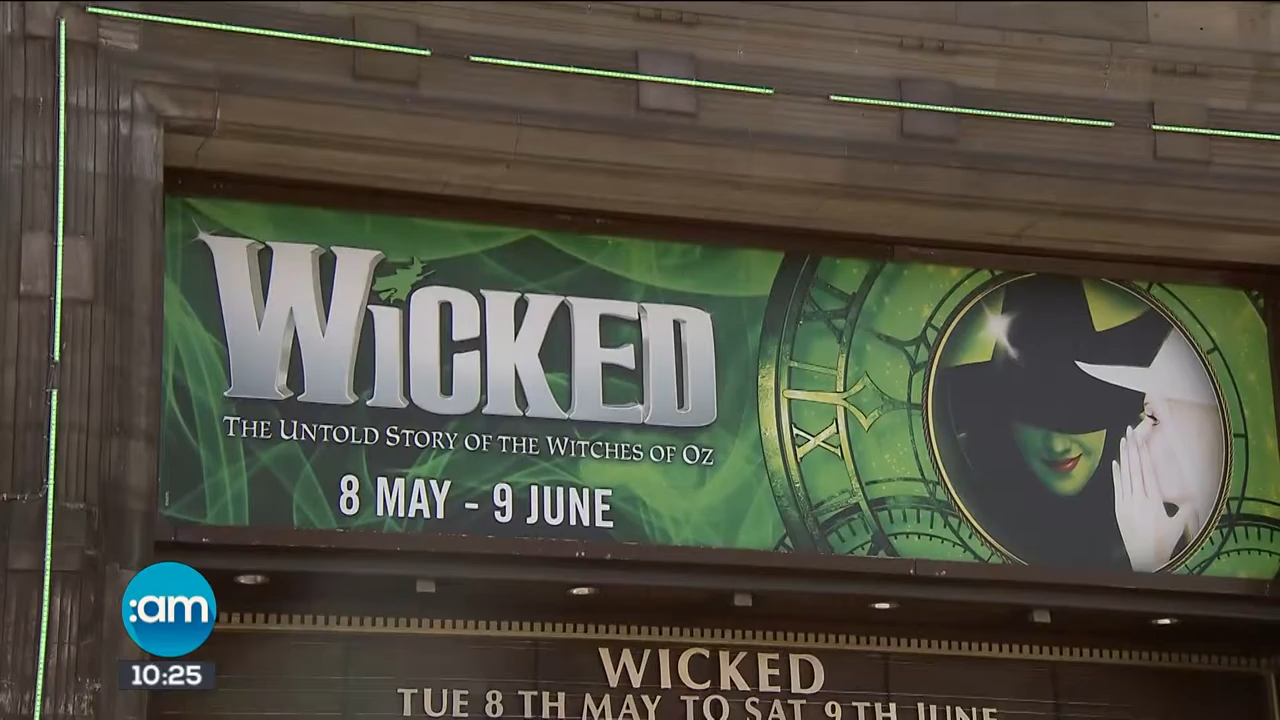 WICKED
THE UNTOLD STORY OF THE WITCHES OF OZ
8 MAY - 9 JUNE
:am
10:25
WICKED
TUE 8 TH MAY TO SAT 9 TH JUNE